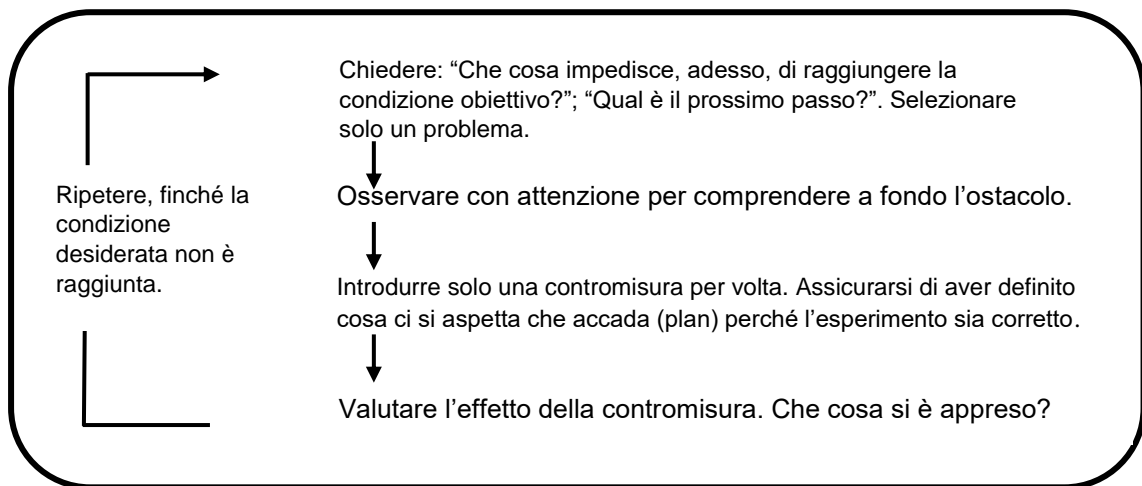 Chiedere: “Che cosa impedisce, adesso, di raggiungere la
condizione obiettivo?”; “Qual è il prossimo passo?”. Selezionare
solo un problema.
Ripetere, finché la
condizione
desiderata non è
raggiunta.
Osservare con attenzione per comprendere a fondo l’ostacolo.
Introdurre solo una contromisura per volta. Assicurarsi di aver definito
cosa ci si aspetta che accada (plan) perché l’esperimento sia corretto.
Valutare l’effetto della contromisura. Che cosa si è appreso?